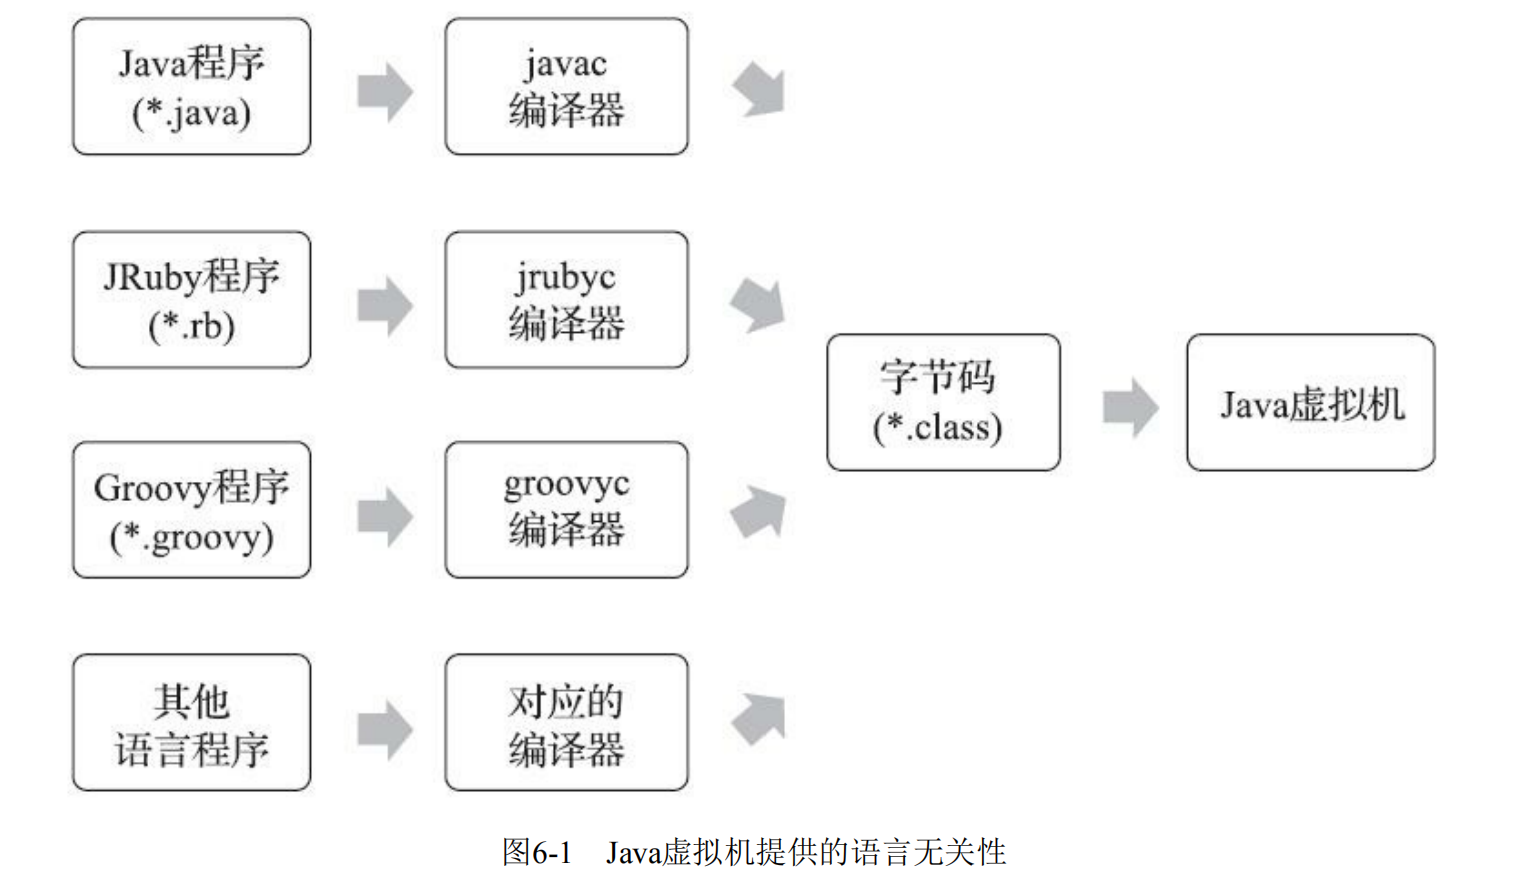 Java程序
(*.java)
javac
编译器
JRuby程序
(*.rb)
jrubyc
编译器
Groovy程序
(*.groovy)
groovyc
编译器
其他
语言程序
对应的
编译器
字节码
(*.class)
Java虚拟机
图6-1 Java虚拟机提供的语言无关性